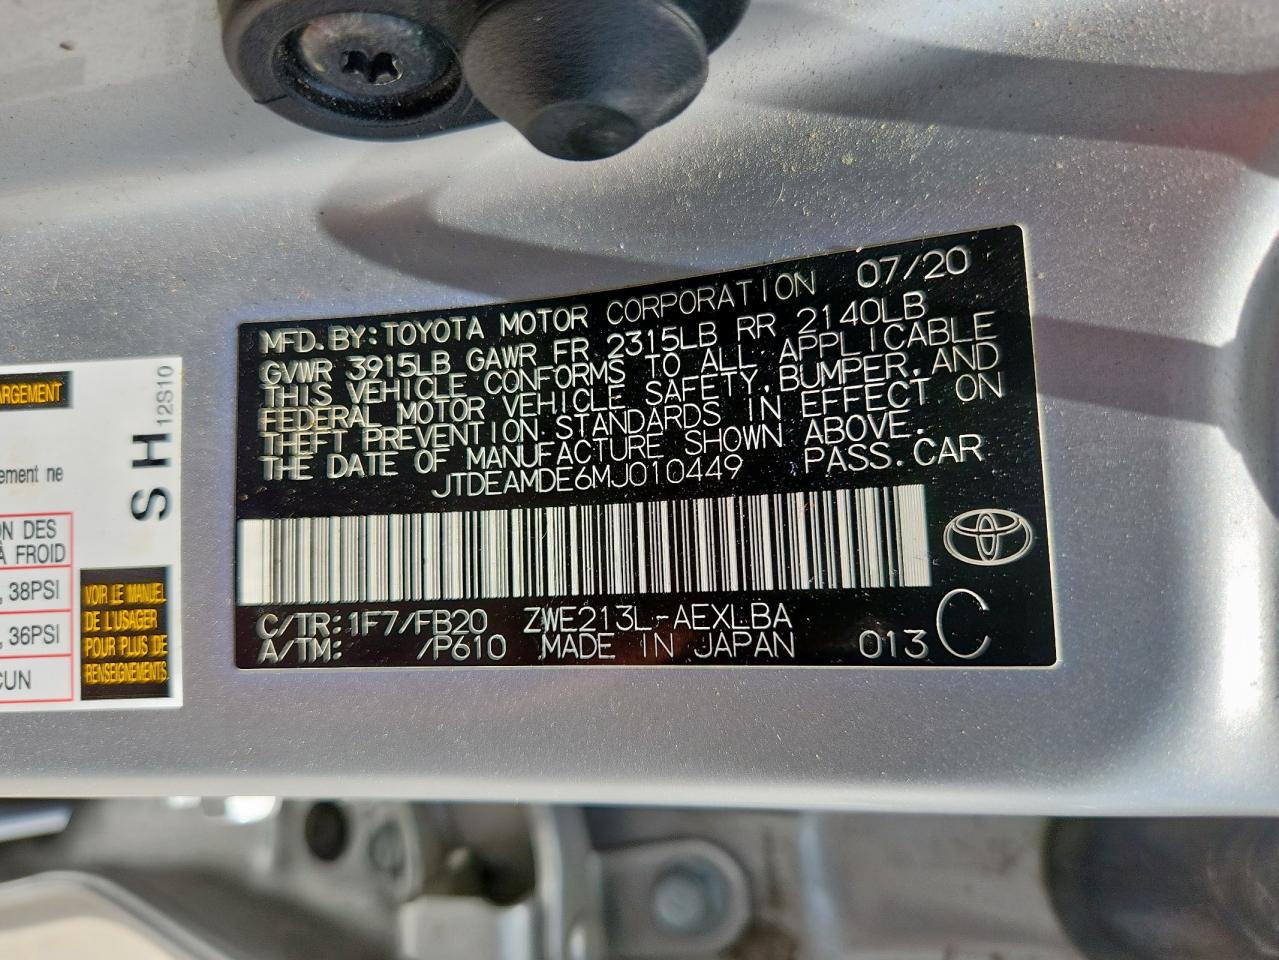 ARGEMENT
ement ne
ON DES
À FROID
, 38PSI
, 36PSI
CUN
SH 12S10
VOIR LE MANUEL
DE L'USAGER
POUR PLUS DE
RENSEIGNEMENTS
MFD. BY: TOYOTA MOTOR CORPORATION 07/20
GVWR 3915LB GAWR FR 2315LB RR 2140LB
THIS VEHICLE CONFORMS TO ALL APPLICABLE
FEDERAL MOTOR VEHICLE SAFETY, BUMPER, AND
THEFT PREVENTION STANDARDS IN EFFECT ON
THE DATE OF MANUFACTURE SHOWN ABOVE.
JTDEAMDE6MJ010449 PASS. CAR
C/TR: 1F7/FB20 ZWE213L-AEXLBA
A/TM: /P610 MADE IN JAPAN 013 C